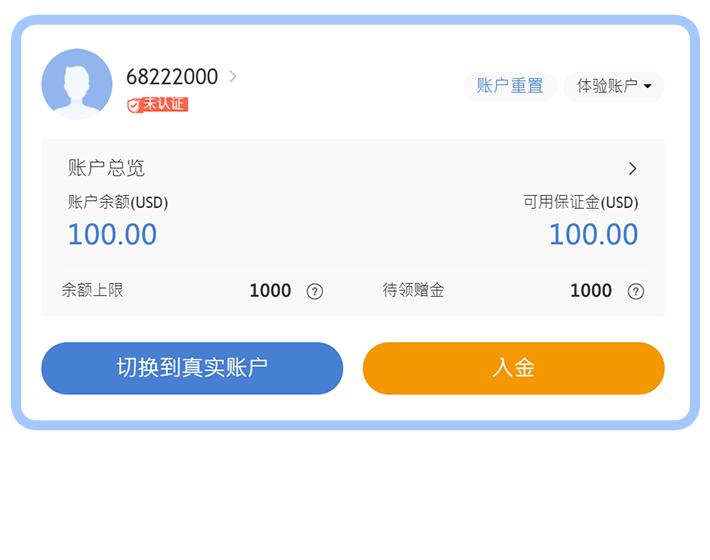 68222000
未认证
账户重置
体验账户
账户总览
账户余额(USD)
可用保证金(USD)
100.00
100.00
余额上限 1000 ?
待领赠金 1000 ?
切换到真实账户
入金